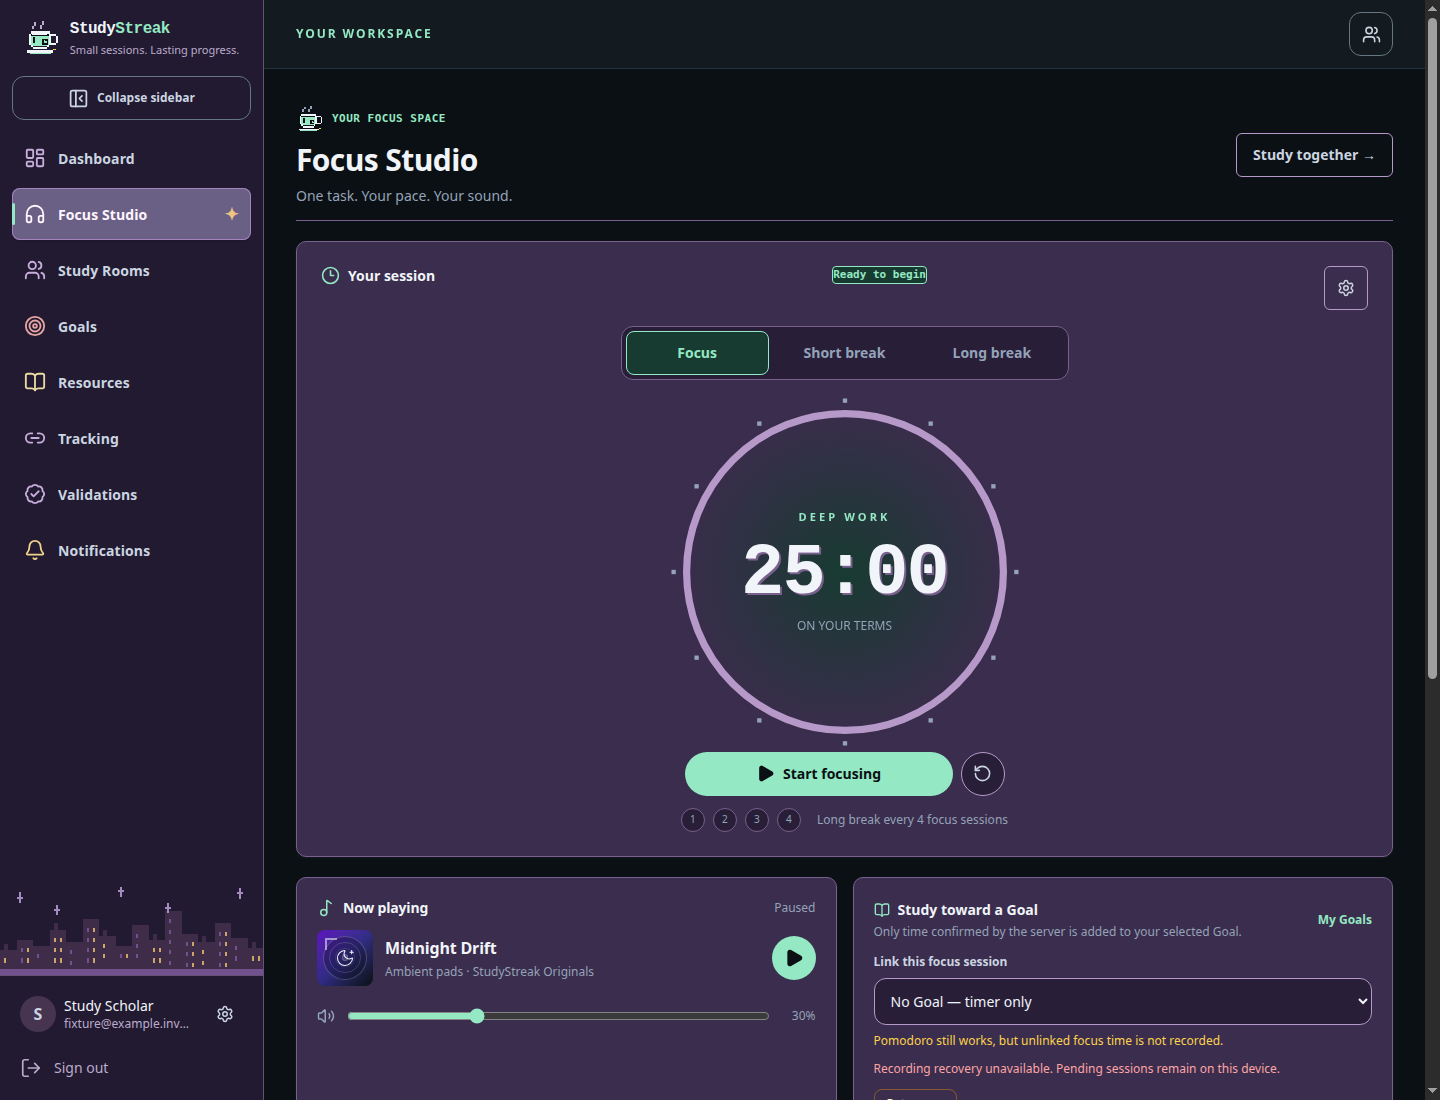 StudyStreak
Small sessions. Lasting progress.
Collapse sidebar
Dashboard
Focus Studio
Study Rooms
Goals
Resources
Tracking
Validations
Notifications
Study Scholar
S
fixture@example.inv...
Sign out
YOUR WORKSPACE
YOUR FOCUS SPACE
Focus Studio
One task. Your pace. Your sound.
Study together →
Your session
Ready to begin
Focus
Short break
Long break
DEEP WORK
25:00
ON YOUR TERMS
Start focusing
1 2 3 4 Long break every 4 focus sessions
Now playing
Paused
Midnight Drift
Ambient pads · StudyStreak Originals
30%
Study toward a Goal
Only time confirmed by the server is added to your selected Goal.
My Goals
Link this focus session
No Goal — timer only
Pomodoro still works, but unlinked focus time is not recorded.
Recording recovery unavailable. Pending sessions remain on this device.